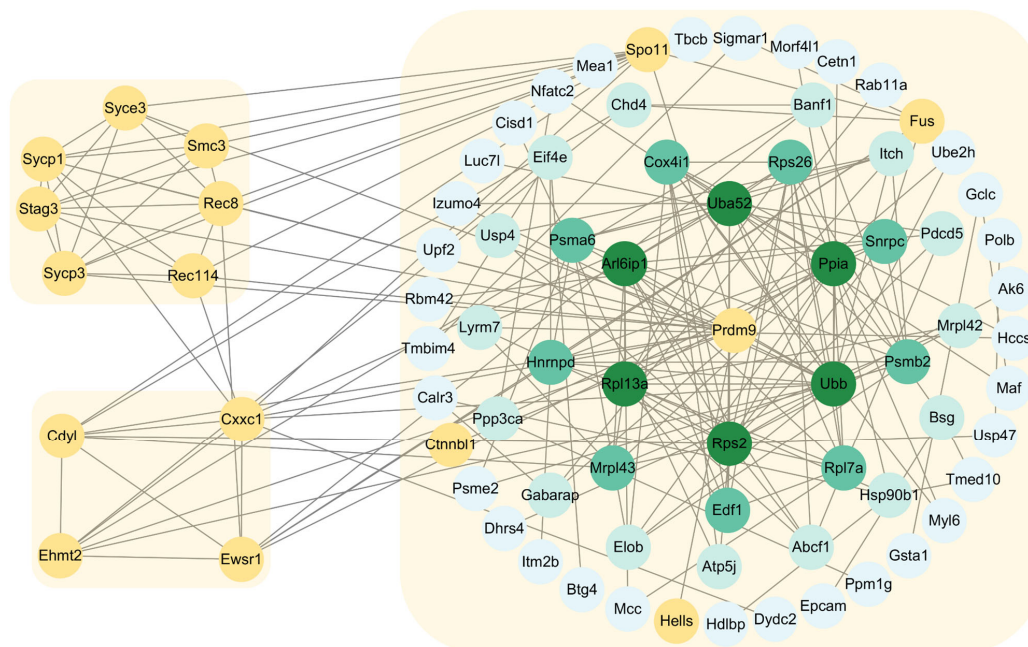 Syce3
Smc3
Sycp1
Stag3
Rec8
Sycp3
Rec114
Cdyl
Cxxc1
Ehmt2
Ewsr1
Spo11
Tbcb
Sigmar1
Morf4l1
Cetn1
Rab11a
Mea1
Nfatc2
Chd4
Banf1
Fus
Cisd1
Luc7l
Eif4e
Cox4i1
Rps26
Itch
Ube2h
Izumo4
Uba52
Gclc
Upf2
Usp4
Psma6
Arl6ip1
Ppia
Snrpc
Pdcd5
Polb
Rbm42
Ak6
Lyrm7
Prdm9
Mrpl42
Hccs
Tmbim4
Hnrnpd
Psmb2
Calr3
Rpl13a
Ubb
Maf
Ppp3ca
Bsg
Ctnnbl1
Rps2
Usp47
Psme2
Mrpl43
Rpl7a
Tmed10
Gabarap
Hsp90b1
Dhrs4
Edf1
Myl6
Itm2b
Elob
Atp5j
Abcf1
Gsta1
Btg4
Ppm1g
Mcc
Hells
Hdlbp
Dydc2
Epcam